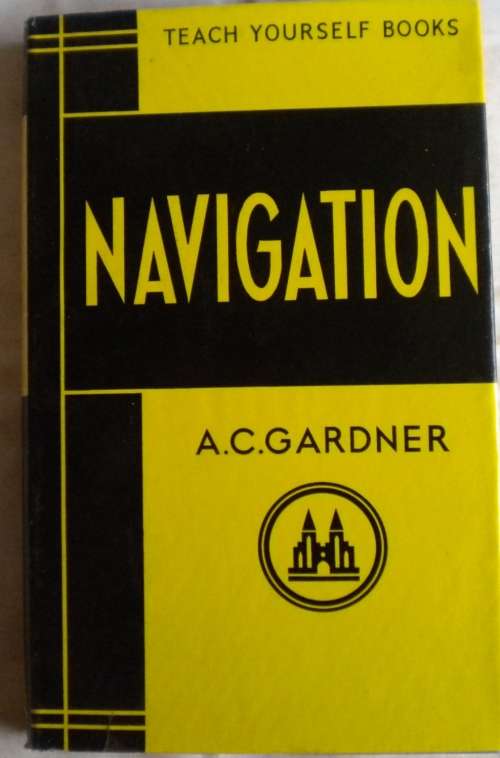 TEACH YOURSELF BOOKS
NAVIGATION
A.C.GARDNER